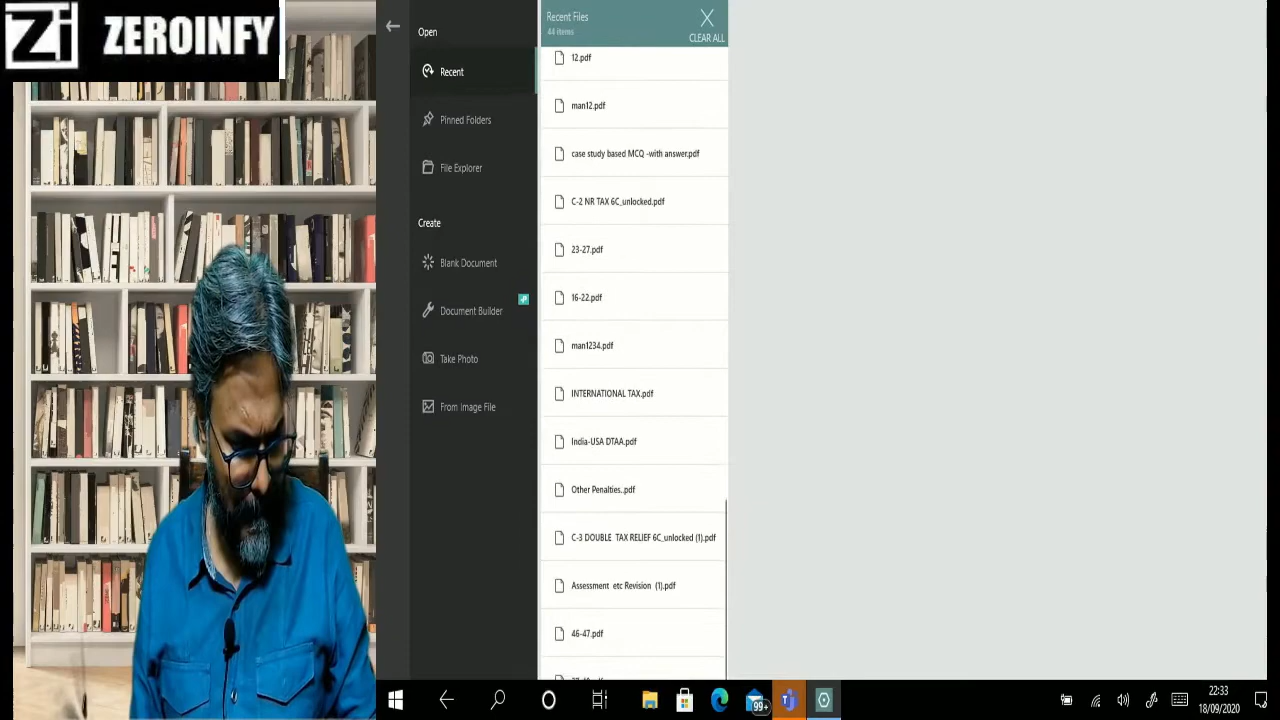 Zi ZEROINFY
Open
Recent
Pinned Folders
File Explorer
Create
Blank Document
Document Builder
Take Photo
From Image File
Recent Files
44 items
CLEAR ALL
12.pdf
man12.pdf
case study based MCQ -with answer.pdf
C-2 NR TAX 6C_unlocked.pdf
23-27.pdf
16-22.pdf
man1234.pdf
INTERNATIONAL TAX.pdf
India-USA DTAA.pdf
Other Penalties..pdf
C-3 DOUBLE TAX RELIEF 6C_unlocked (1).pdf
Assessment etc Revision (1).pdf
46-47.pdf
99+
22:33
18/09/2020